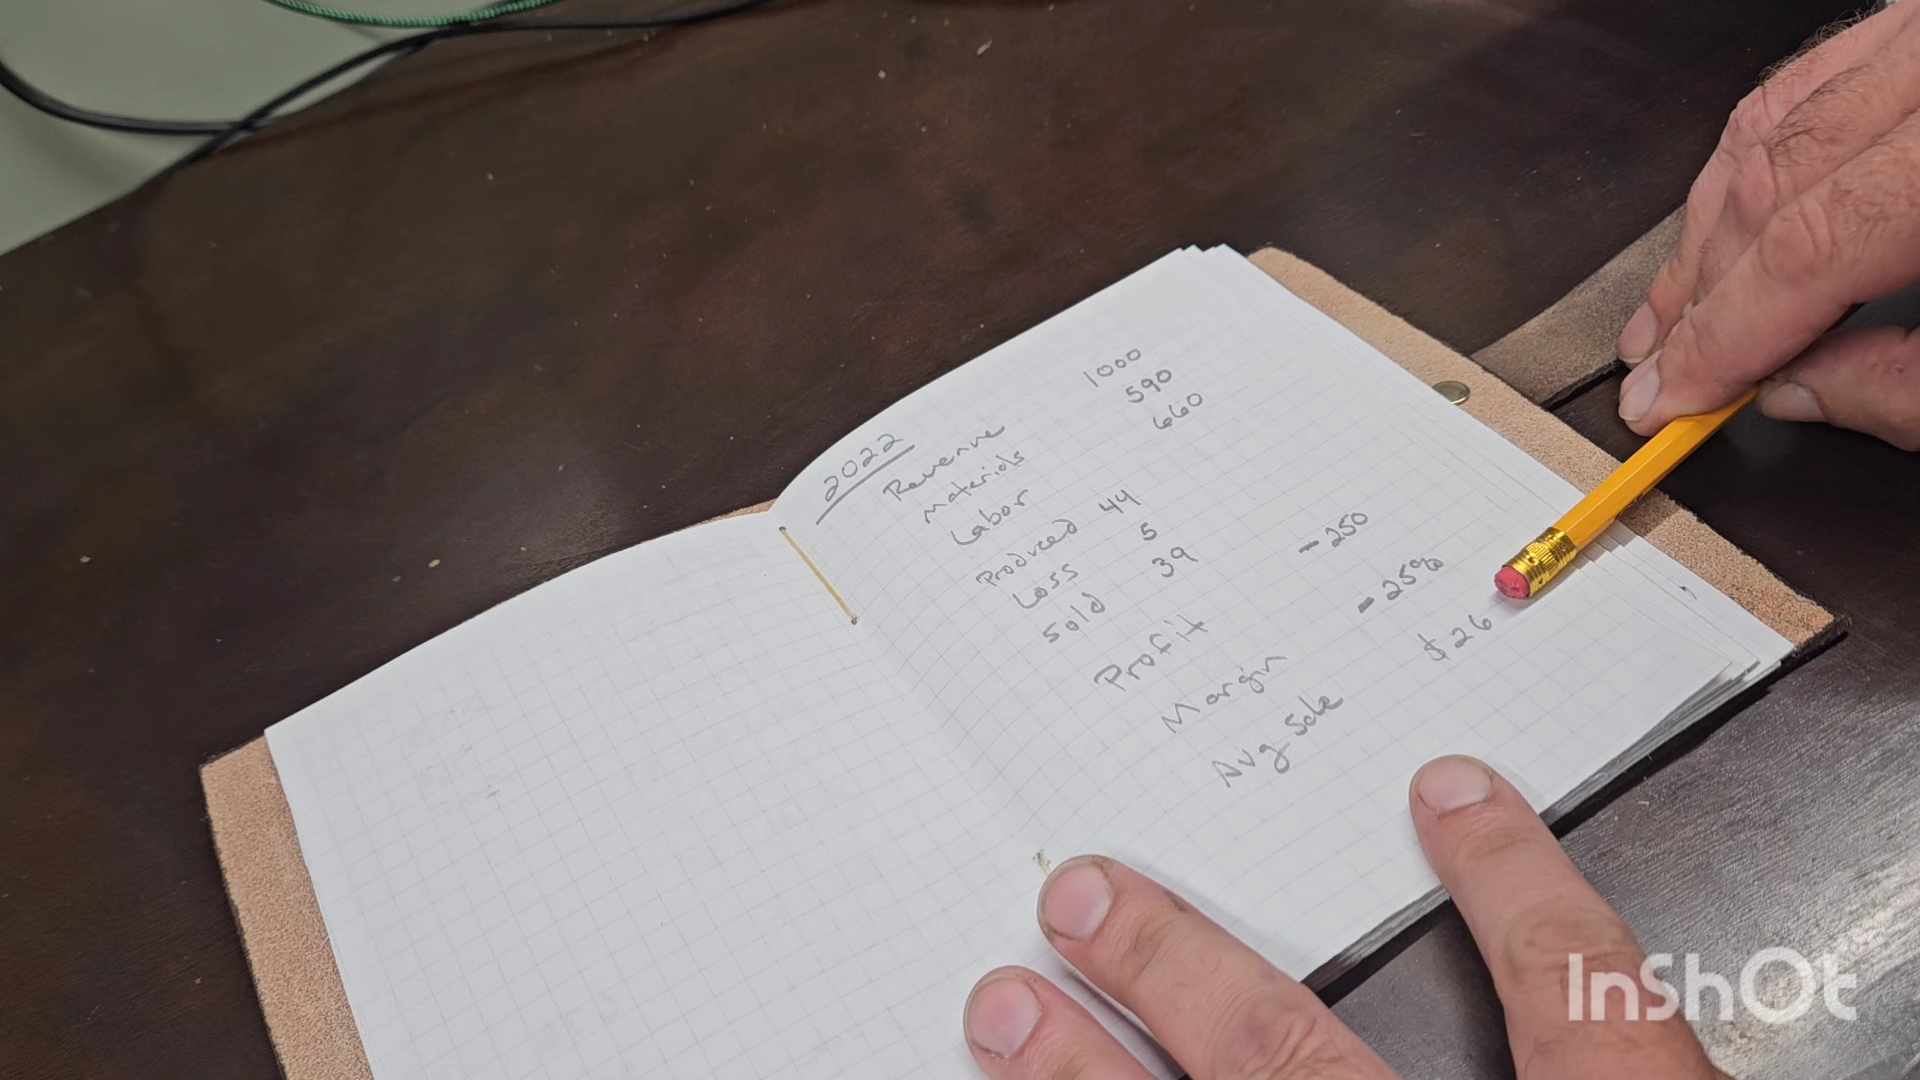 2022
Revenue 1000
Materials 590
Labor 660
Produced 44
Loss 5
Sold 39
Profit -250
Margin -25%
Avg Sale $26
InShOt